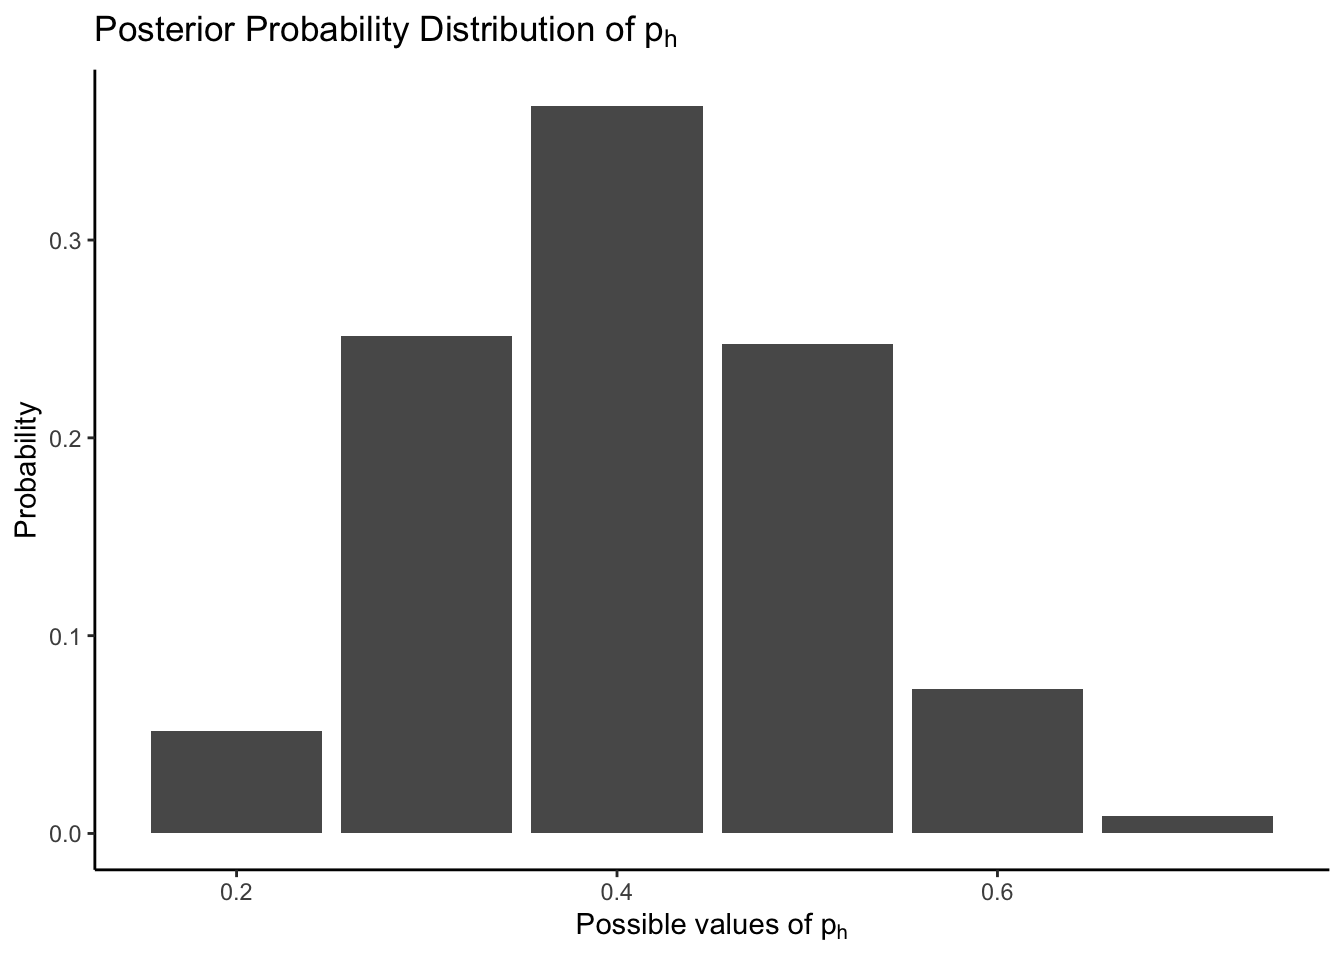 Posterior Probability Distribution of pₕ
Probability
0.3
0.2
0.1
0.0
0.2 0.4 0.6
Possible values of pₕ